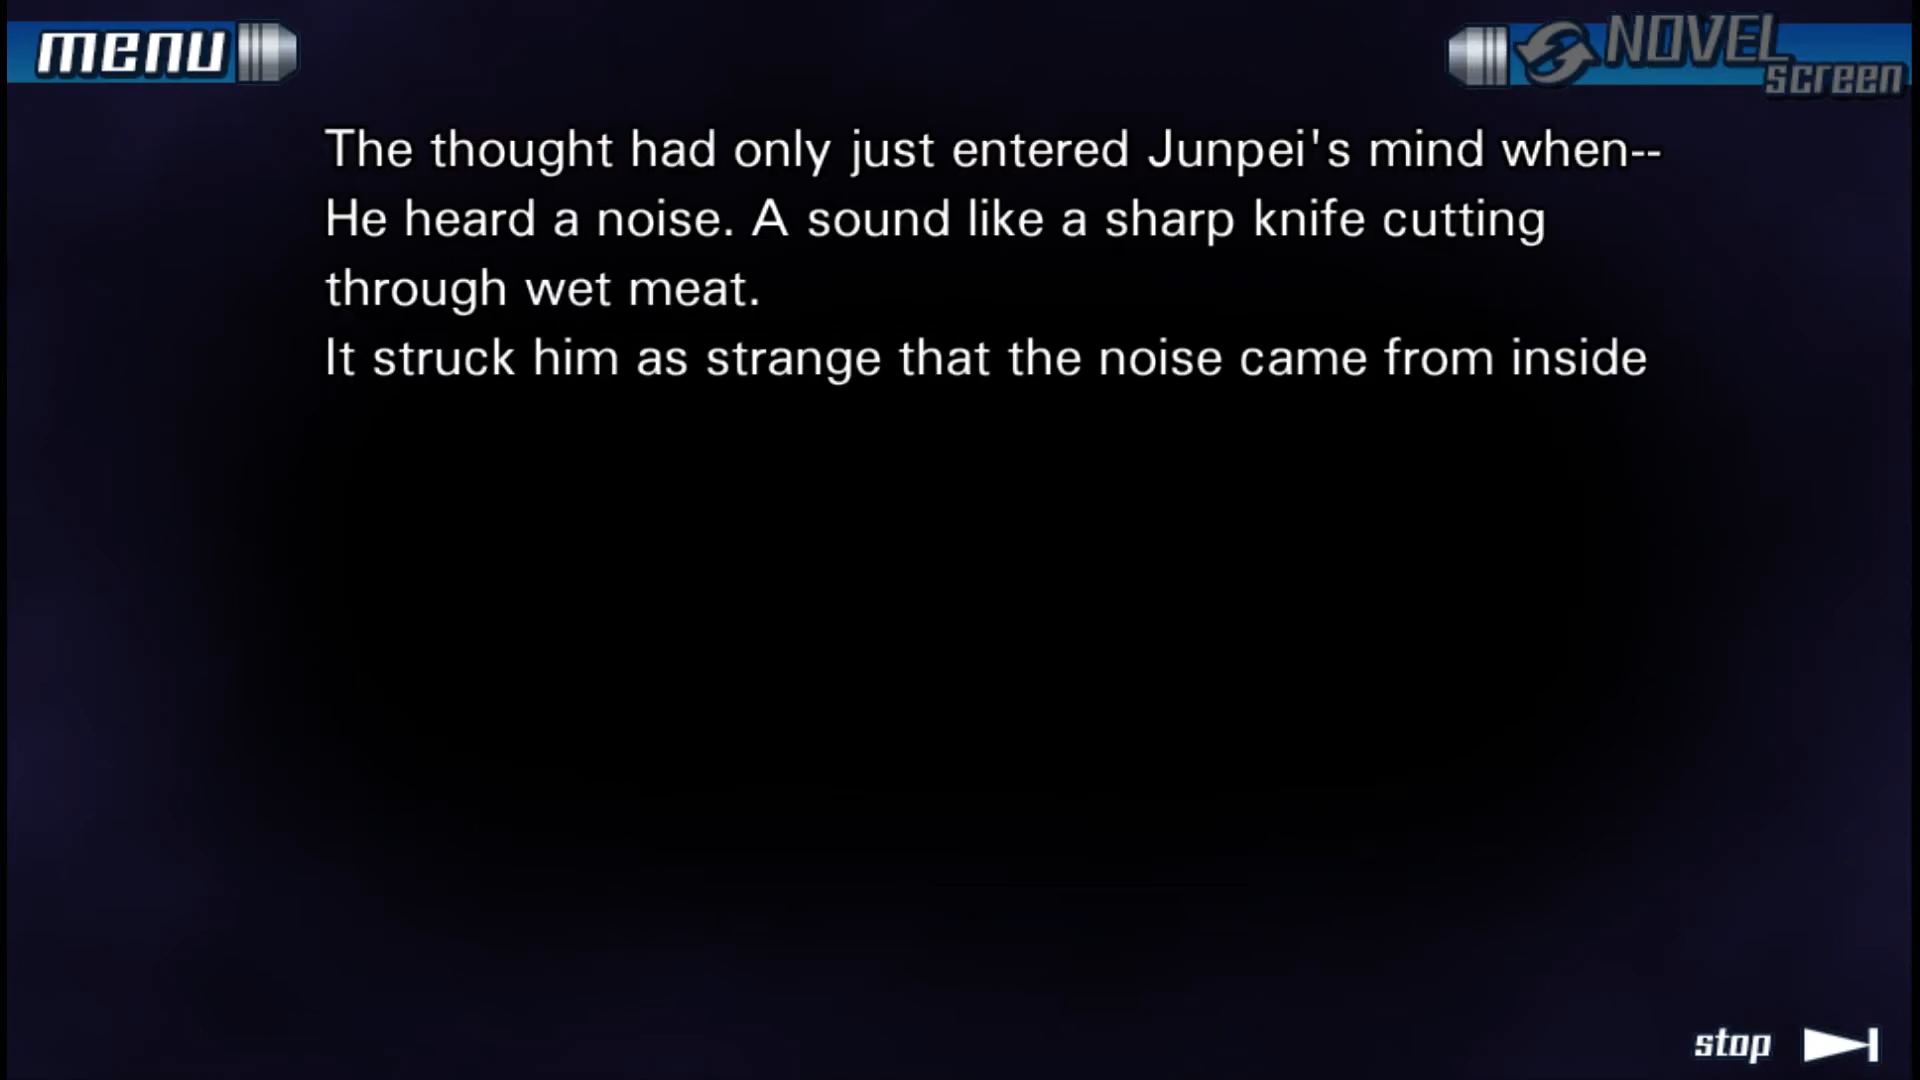 menu
NOVEL
screen
The thought had only just entered Junpei's mind when--
He heard a noise. A sound like a sharp knife cutting
through wet meat.
It struck him as strange that the noise came from inside
stop